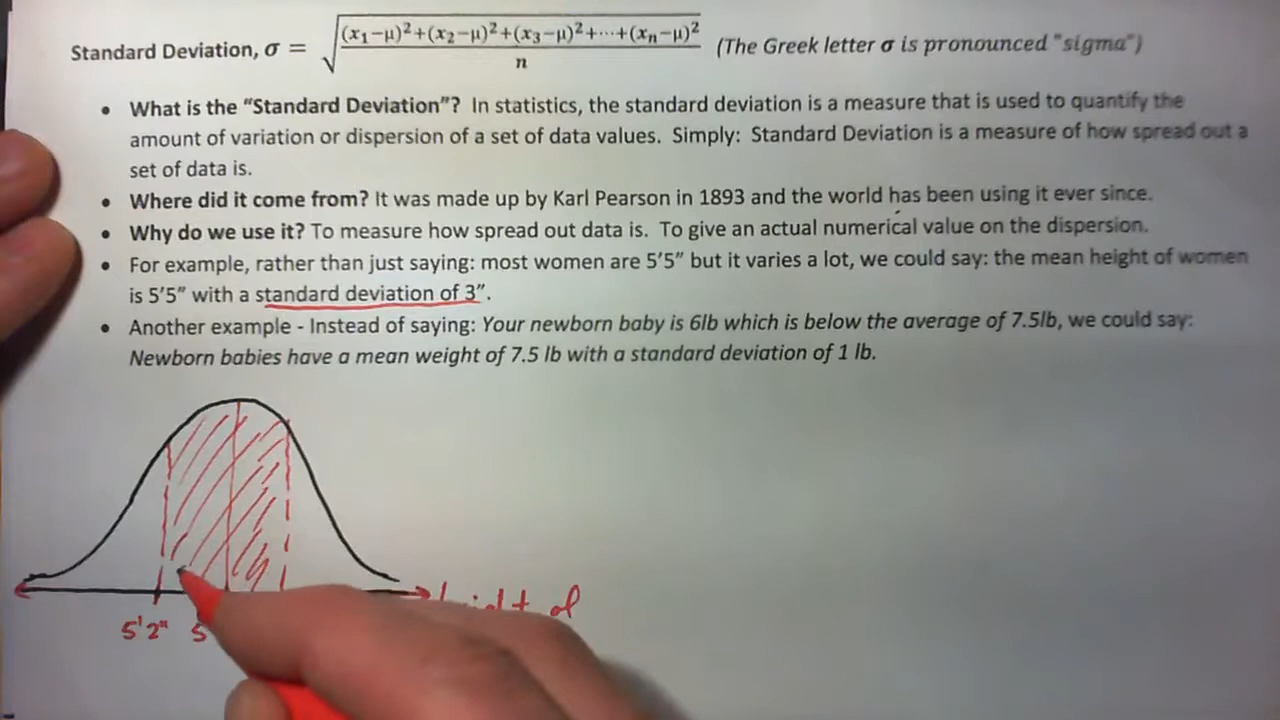 Standard Deviation, σ = √((x₁−μ)²+(x₂−μ)²+(x₃−μ)²+⋯+(xₙ−μ)² / n) (The Greek letter σ is pronounced "sigma")
• What is the “Standard Deviation”? In statistics, the standard deviation is a measure that is used to quantify the
amount of variation or dispersion of a set of data values. Simply: Standard Deviation is a measure of how spread out a
set of data is.
• Where did it come from? It was made up by Karl Pearson in 1893 and the world has been using it ever since.
• Why do we use it? To measure how spread out data is. To give an actual numerical value on the dispersion.
• For example, rather than just saying: most women are 5’5” but it varies a lot, we could say: the mean height of women
is 5’5” with a standard deviation of 3”.
• Another example - Instead of saying: Your newborn baby is 6lb which is below the average of 7.5lb, we could say:
Newborn babies have a mean weight of 7.5 lb with a standard deviation of 1 lb.
of
5'2" 5